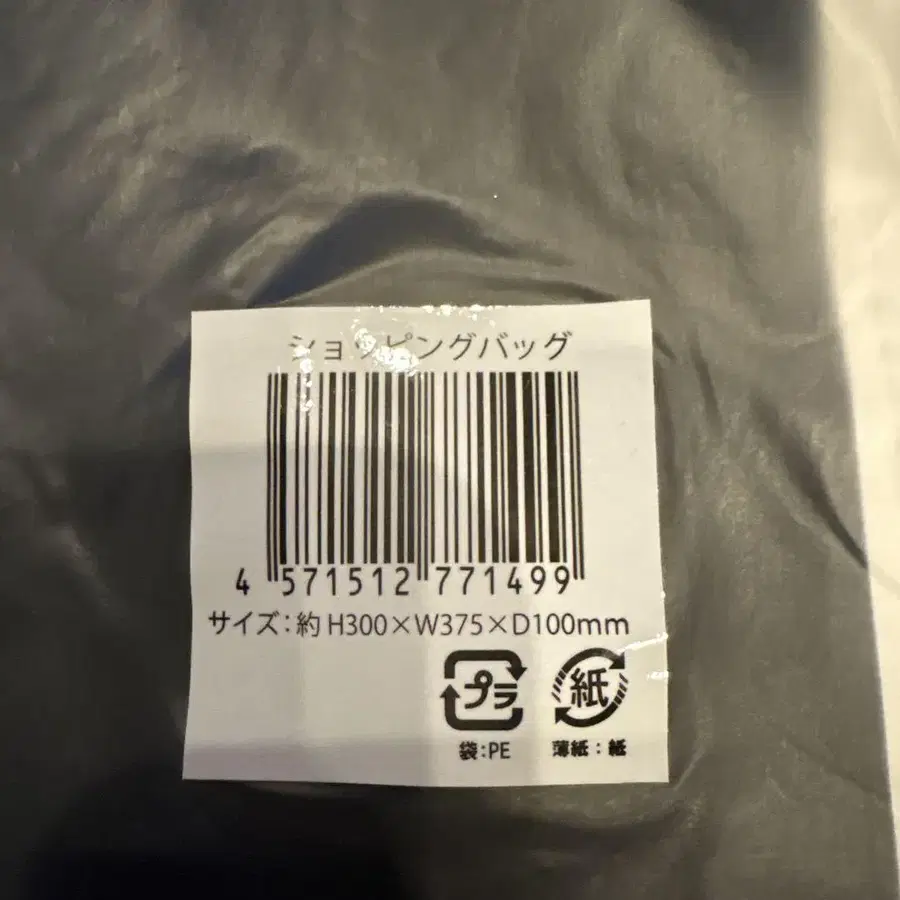 ショッピングバッグ
4 571512 771499
サイズ：約 H300×W375×D100mm
プラ 紙
袋：PE 薄紙：紙